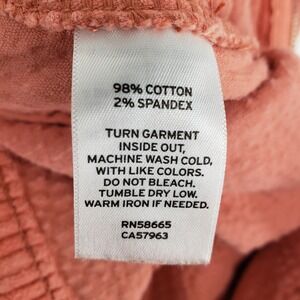 98% COTTON
2% SPANDEX
TURN GARMENT
INSIDE OUT,
MACHINE WASH COLD,
WITH LIKE COLORS.
DO NOT BLEACH.
TUMBLE DRY LOW.
WARM IRON IF NEEDED.
RN58665
CA57963